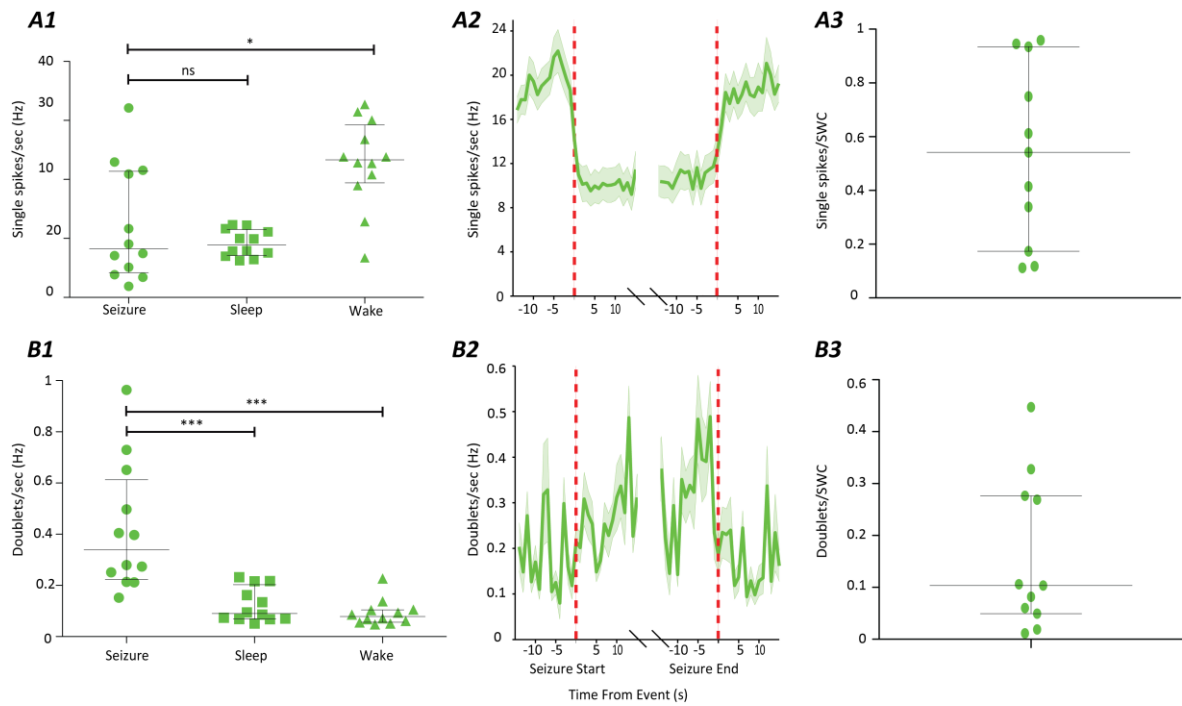 A1
Single spikes/sec (Hz)
40
30
10
20
0
*
ns
Seizure
Sleep
Wake
A2
Single spikes/sec (Hz)
24
20
16
12
8
4
0
-10
-5
5
10
-10
-5
5
10
A3
Single spikes/SWC
1
0.8
0.6
0.4
0.2
0
B1
Doublets/sec (Hz)
1
0.8
0.6
0.4
0.2
0
***
***
Seizure
Sleep
Wake
B2
Doublets/sec (Hz)
0.6
0.5
0.4
0.3
0.2
0.1
0
-10
-5
5
10
-10
-5
5
10
Seizure Start
Seizure End
Time From Event (s)
B3
Doublets/SWC
0.6
0.4
0.3
0.2
0.1
0